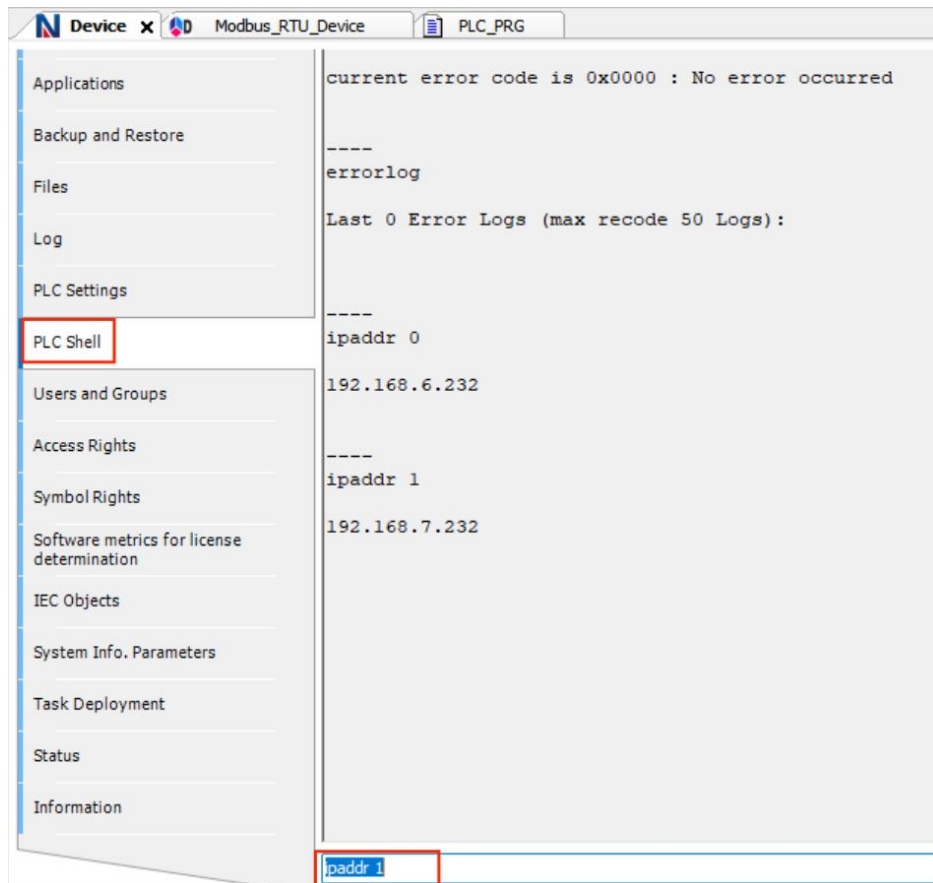 Device
Modbus_RTU_Device
PLC_PRG
Applications
Backup and Restore
Files
Log
PLC Settings
PLC Shell
Users and Groups
Access Rights
Symbol Rights
Software metrics for license
determination
IEC Objects
System Info. Parameters
Task Deployment
Status
Information
current error code is 0x0000 : No error occurred
----
errorlog
Last 0 Error Logs (max recode 50 Logs):
----
ipaddr 0
192.168.6.232
----
ipaddr 1
192.168.7.232
ipaddr 1